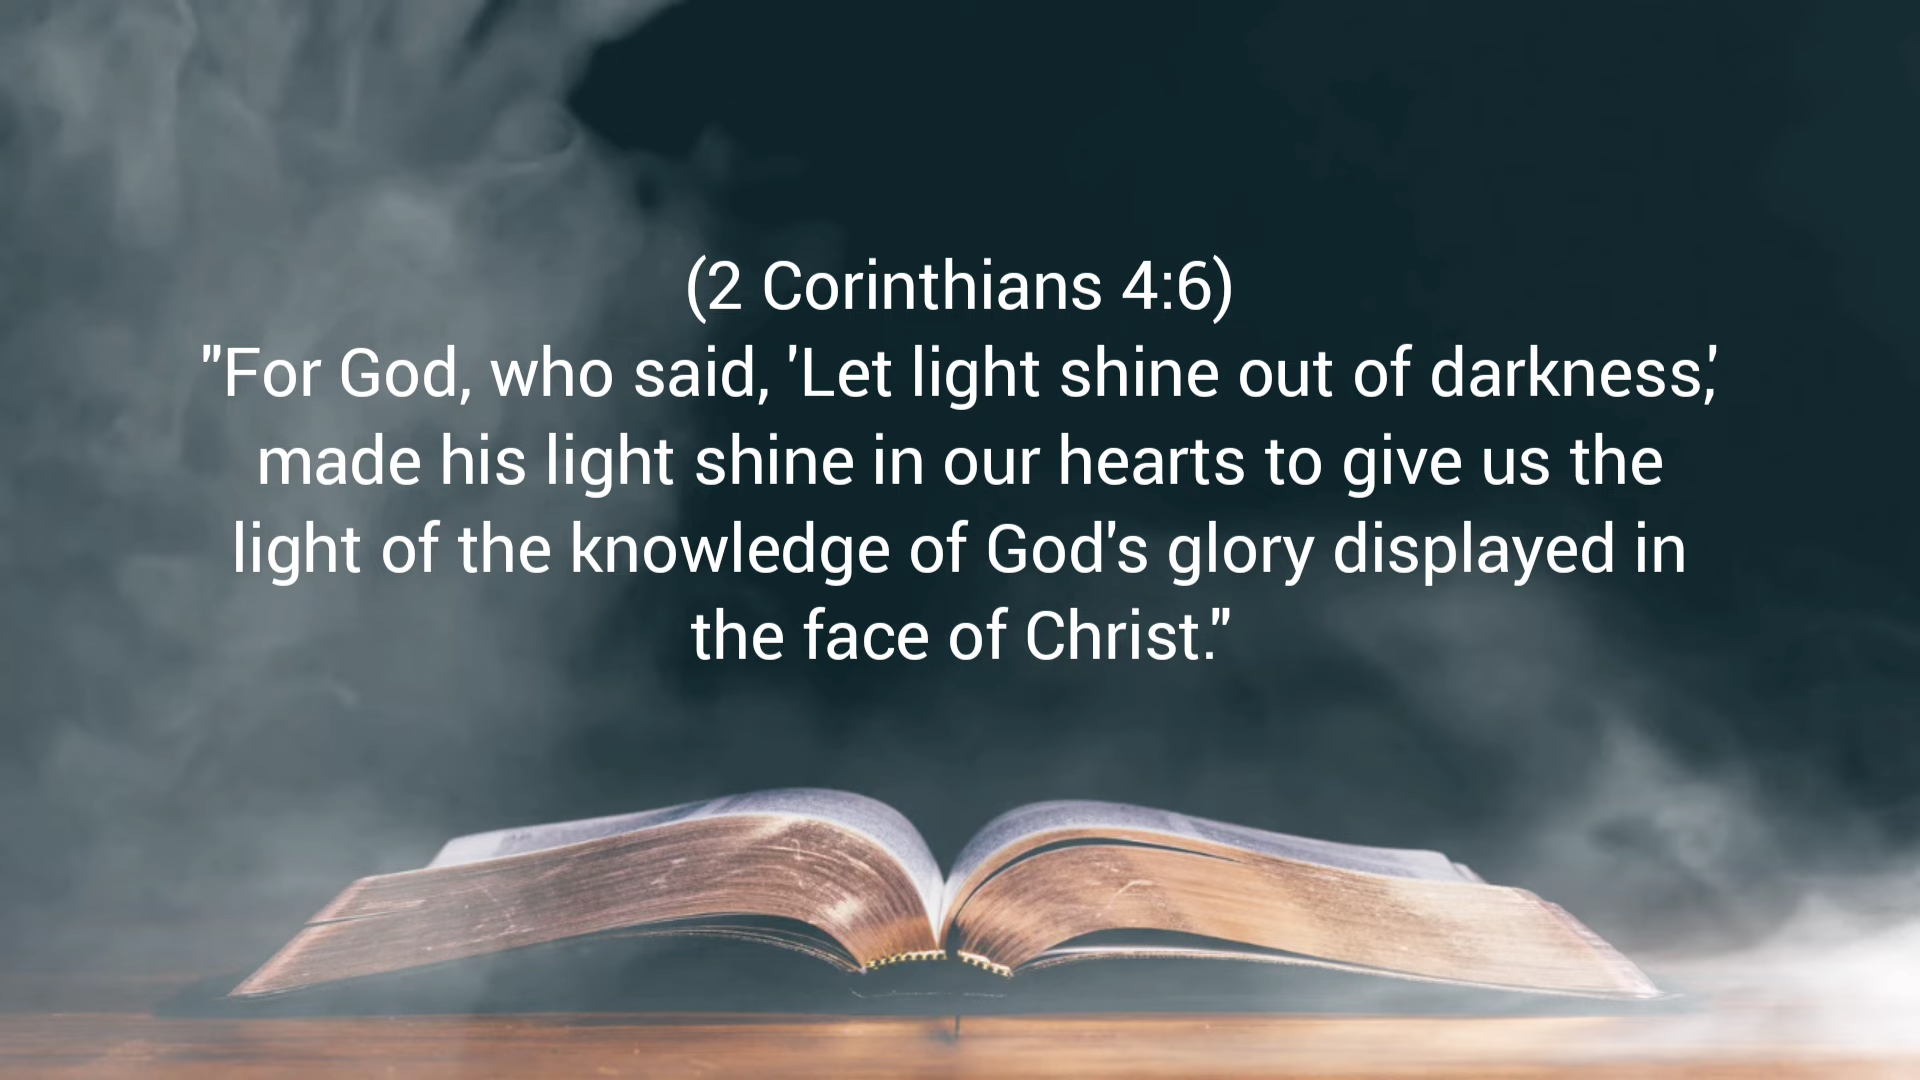 (2 Corinthians 4:6)
"For God, who said, 'Let light shine out of darkness,'
made his light shine in our hearts to give us the
light of the knowledge of God's glory displayed in
the face of Christ."